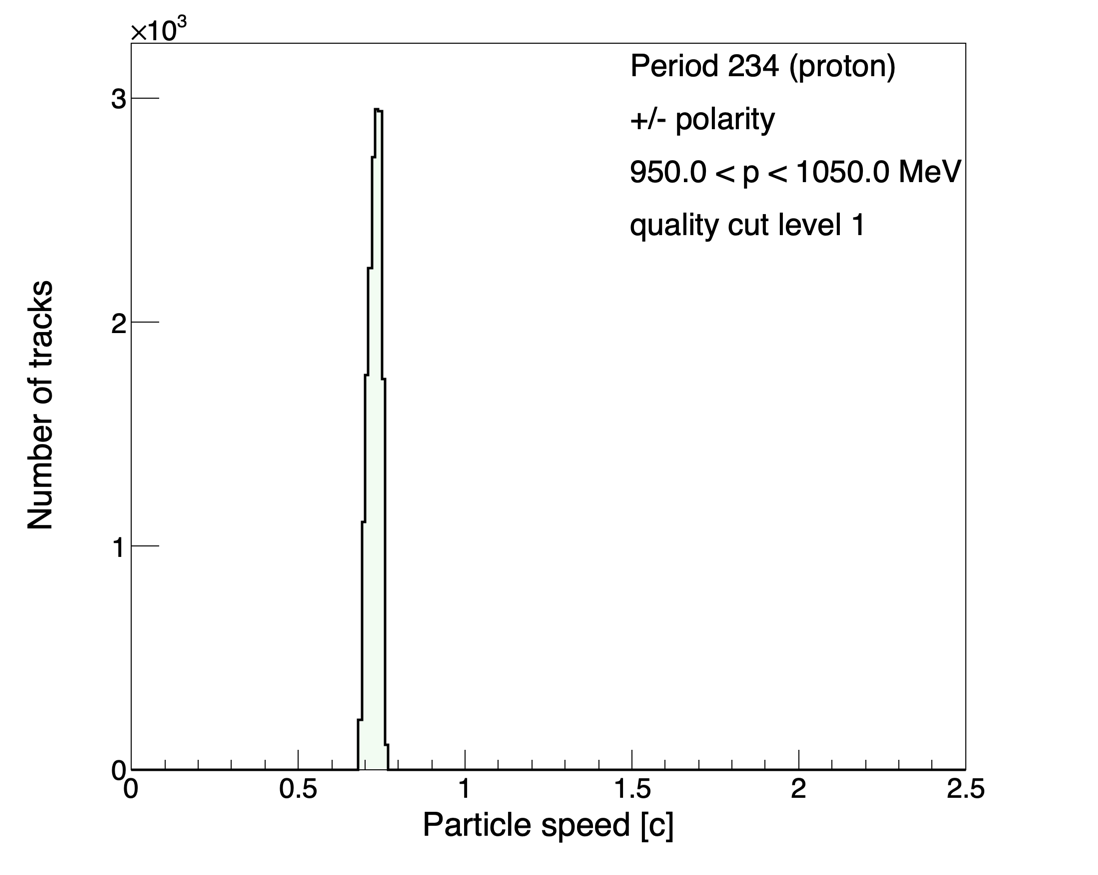 ×10³
Period 234 (proton)
+/- polarity
950.0 < p < 1050.0 MeV
quality cut level 1
3
2
1
0
Number of tracks
0 0.5 1 1.5 2 2.5
Particle speed [c]